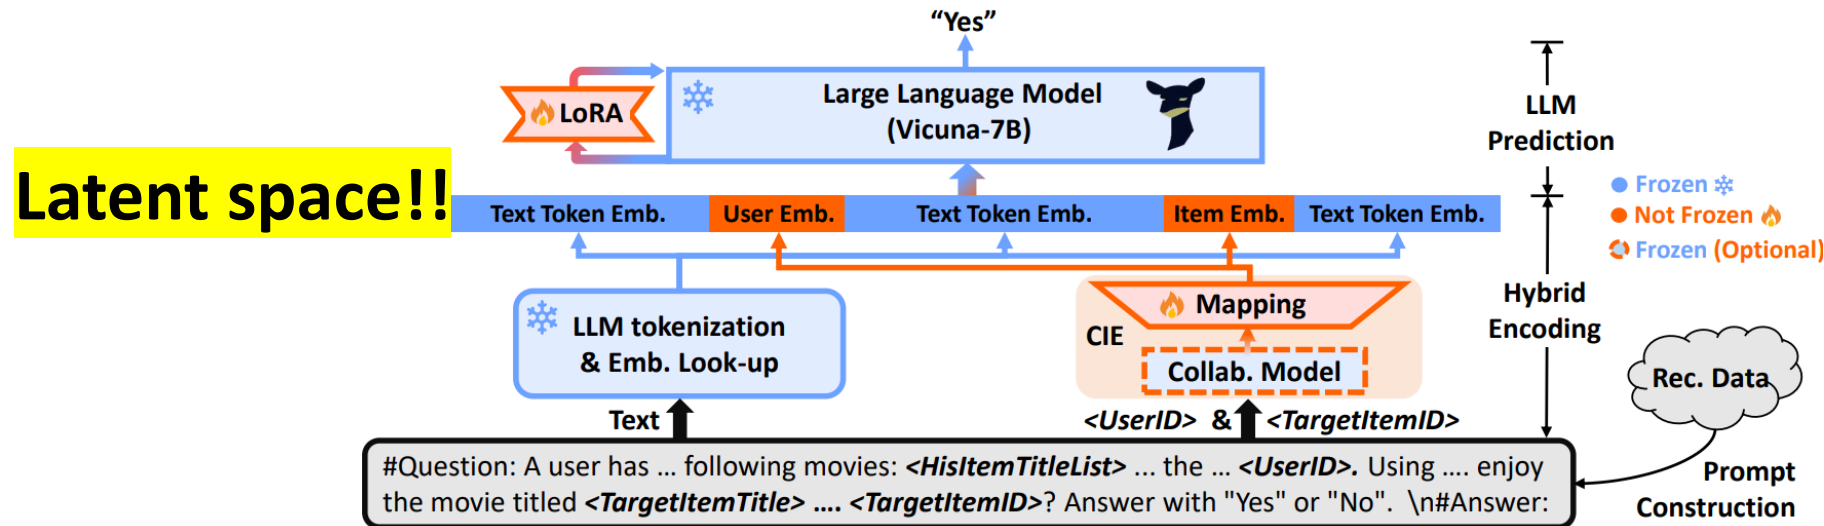 “Yes”
Large Language Model
(Vicuna-7B)
LoRA
LLM
Prediction
Latent space!!
Text Token Emb.
User Emb.
Text Token Emb.
Item Emb.
Text Token Emb.
Frozen
Not Frozen
Frozen (Optional)
LLM tokenization
& Emb. Look-up
Mapping
CIE
Collab. Model
Hybrid
Encoding
Rec. Data
Text
<UserID> & <TargetItemID>
#Question: A user has ... following movies: <HisItemTitleList> ... the ... <UserID>. Using .... enjoy
the movie titled <TargetItemTitle> .... <TargetItemID>? Answer with "Yes" or "No". \n#Answer:
Prompt
Construction